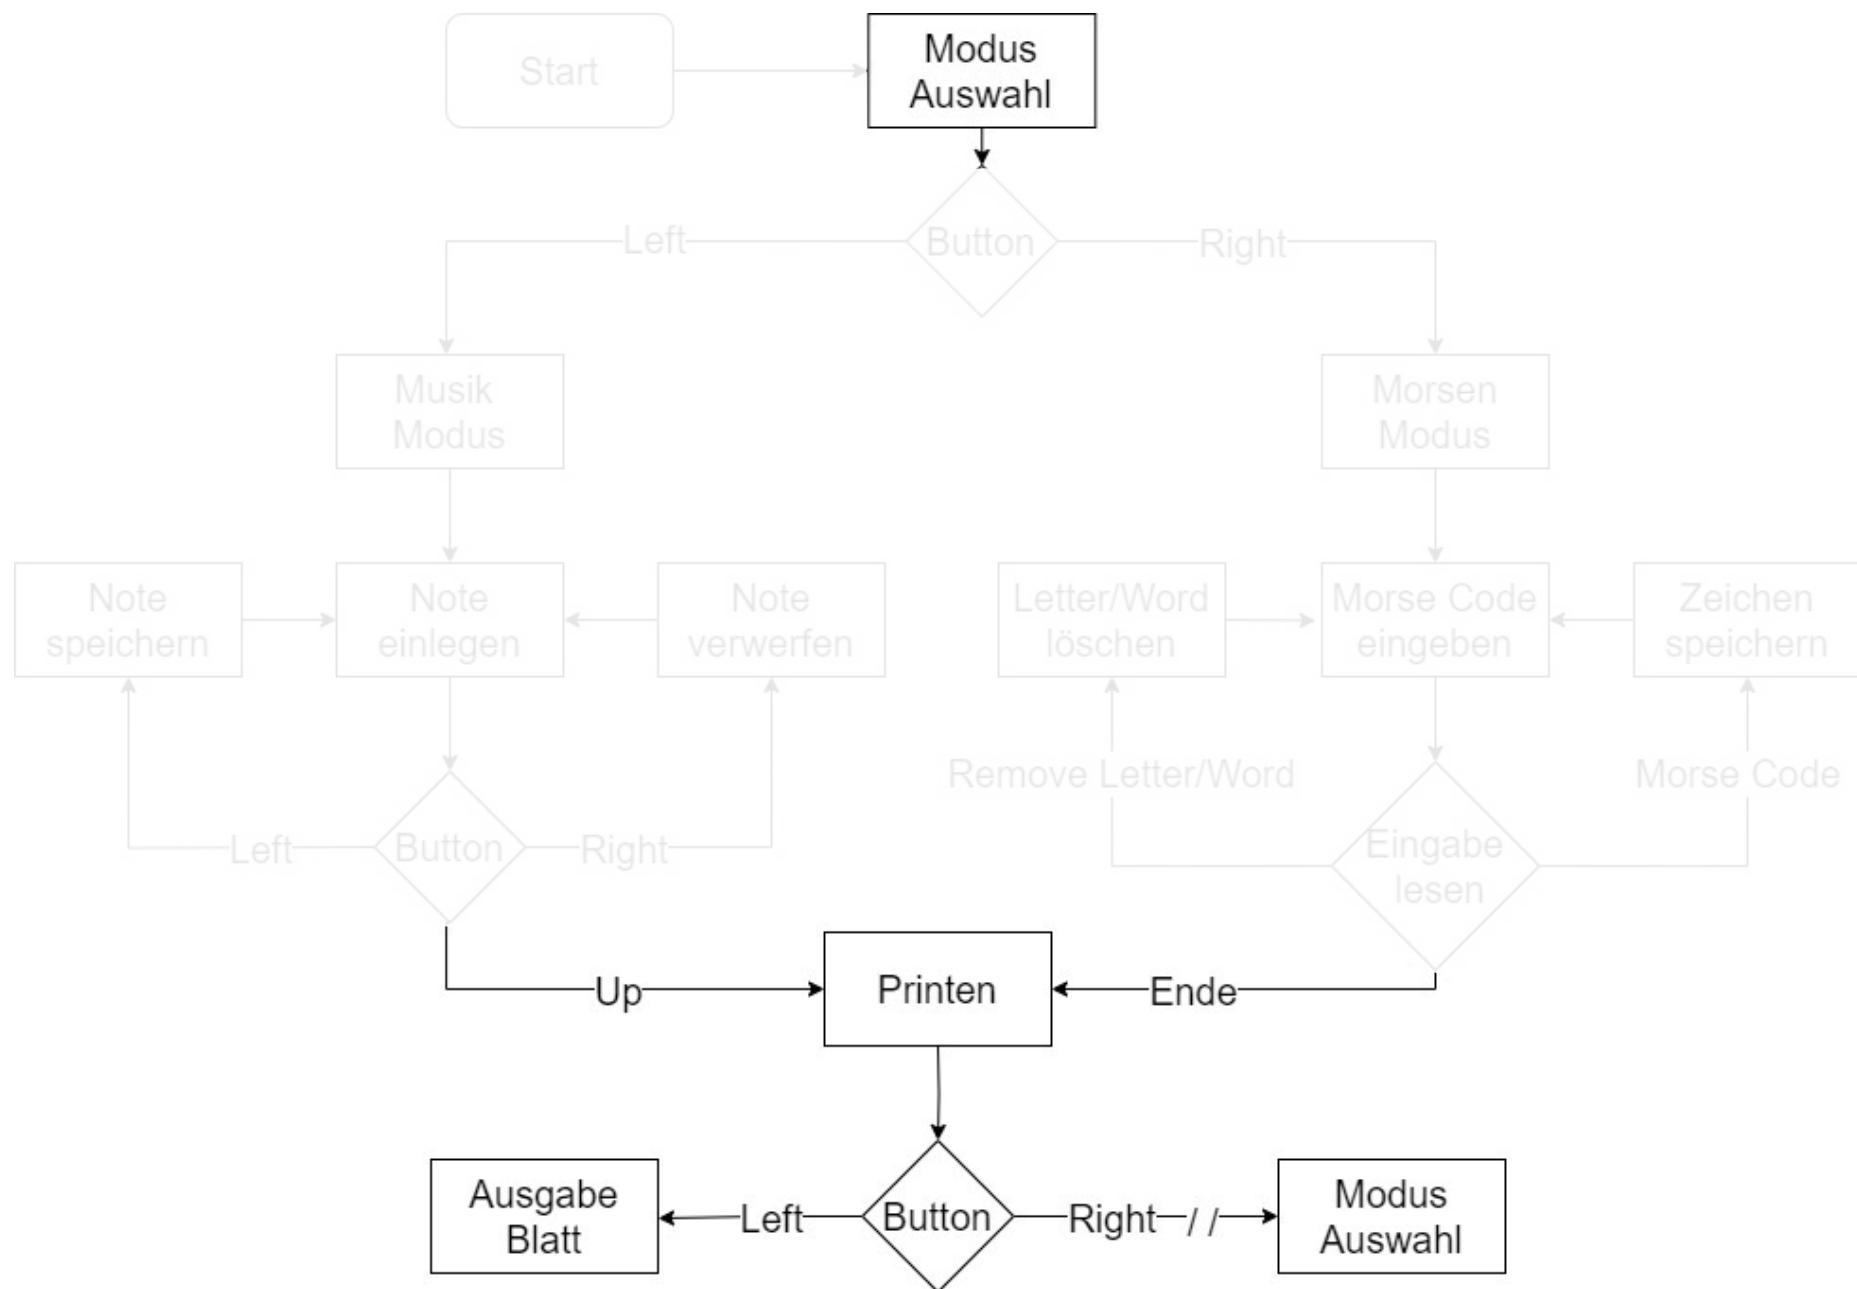 Start
Modus
Auswahl
Left
Button
Right
Musik
Modus
Morsen
Modus
Note
speichern
Note
einlegen
Note
verwerfen
Letter/Word
löschen
Morse Code
eingeben
Zeichen
speichern
Remove Letter/Word
Morse Code
Left
Button
Right
Eingabe
lesen
Up
Printen
Ende
Ausgabe
Blatt
Left
Button
Right
//
Modus
Auswahl